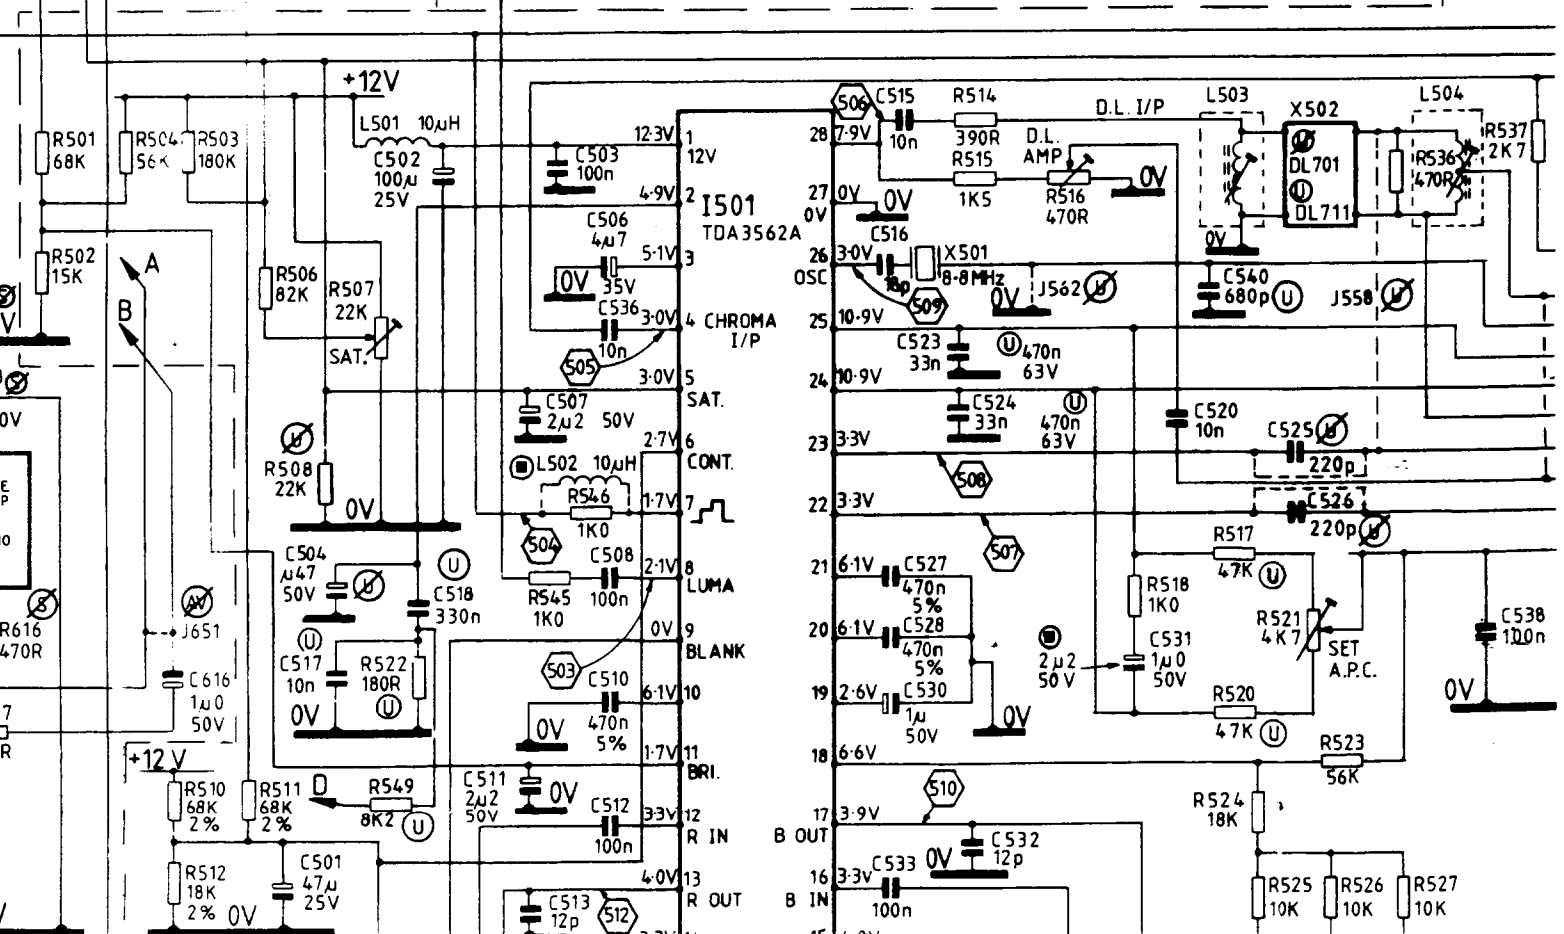 +12V
R501
68K
R504
56K
R503
180K
L501 10µH
C502
100µ
25V
C503
100n
12·3V
1
12V
4·9V
2
I501
TDA3562A
C506
4µ7
35V
0V
5·1V
3
C536
10n
3·0V
4 CHROMA
I/P
505
3·0V
5
SAT.
C507
2µ2 50V
2·7V
6
CONT.
L502 10µH
R546
1K0
1·7V
7
504
C508
100n
R545
1K0
2·1V
8
LUMA
0V
9
BLANK
503
C510
470n
5%
0V
6·1V
10
1·7V
11
BRI.
C511
2µ2
50V
0V
C512
100n
3·3V
12
R IN
4·0V
13
R OUT
C513
12p
512
R502
15K
A
B
R506
82K
R507
22K
SAT.
U
R508
22K
0V
C504
µ47
50V
U
U
C518
330n
U
C517
10n
R522
180R
U
0V
S
V
S
0V
E
P
10
S
R616
470R
AV
J651
C616
1µ0
50V
7
R
+12V
R510
68K
2%
R511
68K
2%
D
R549
8K2
U
R512
18K
2%
C501
47µ
25V
0V
V
506
C515
10n
R514
390R
D.L. I/P
28
7·9V
R515
1K5
D.L.
AMP
R516
470R
0V
L503
0V
X502
U
DL701
U
DL711
L504
R536
470R
R537
2K7
27
0V
0V
0V
C516
18p
26
3·0V
OSC
X501
8·8MHz
509
0V
J562
U
C540
680p
U
J558
U
25
10·9V
C523
33n
U
470n
63V
24
10·9V
C524
33n
U
470n
63V
C520
10n
C525
U
220p
23
3·3V
508
C526
220p
U
22
3·3V
507
R517
47K
U
21
6·1V
C527
470n
5%
R518
1K0
R521
4K7
SET
A.P.C.
C538
100n
0V
20
6·1V
C528
470n
5%
2µ2
50V
C531
1µ0
50V
19
2·6V
C530
1µ
50V
0V
R520
47K
U
18
6·6V
R523
56K
510
R524
18K
17
3·9V
B OUT
C532
12p
0V
16
3·3V
B IN
C533
100n
R525
10K
R526
10K
R527
10K